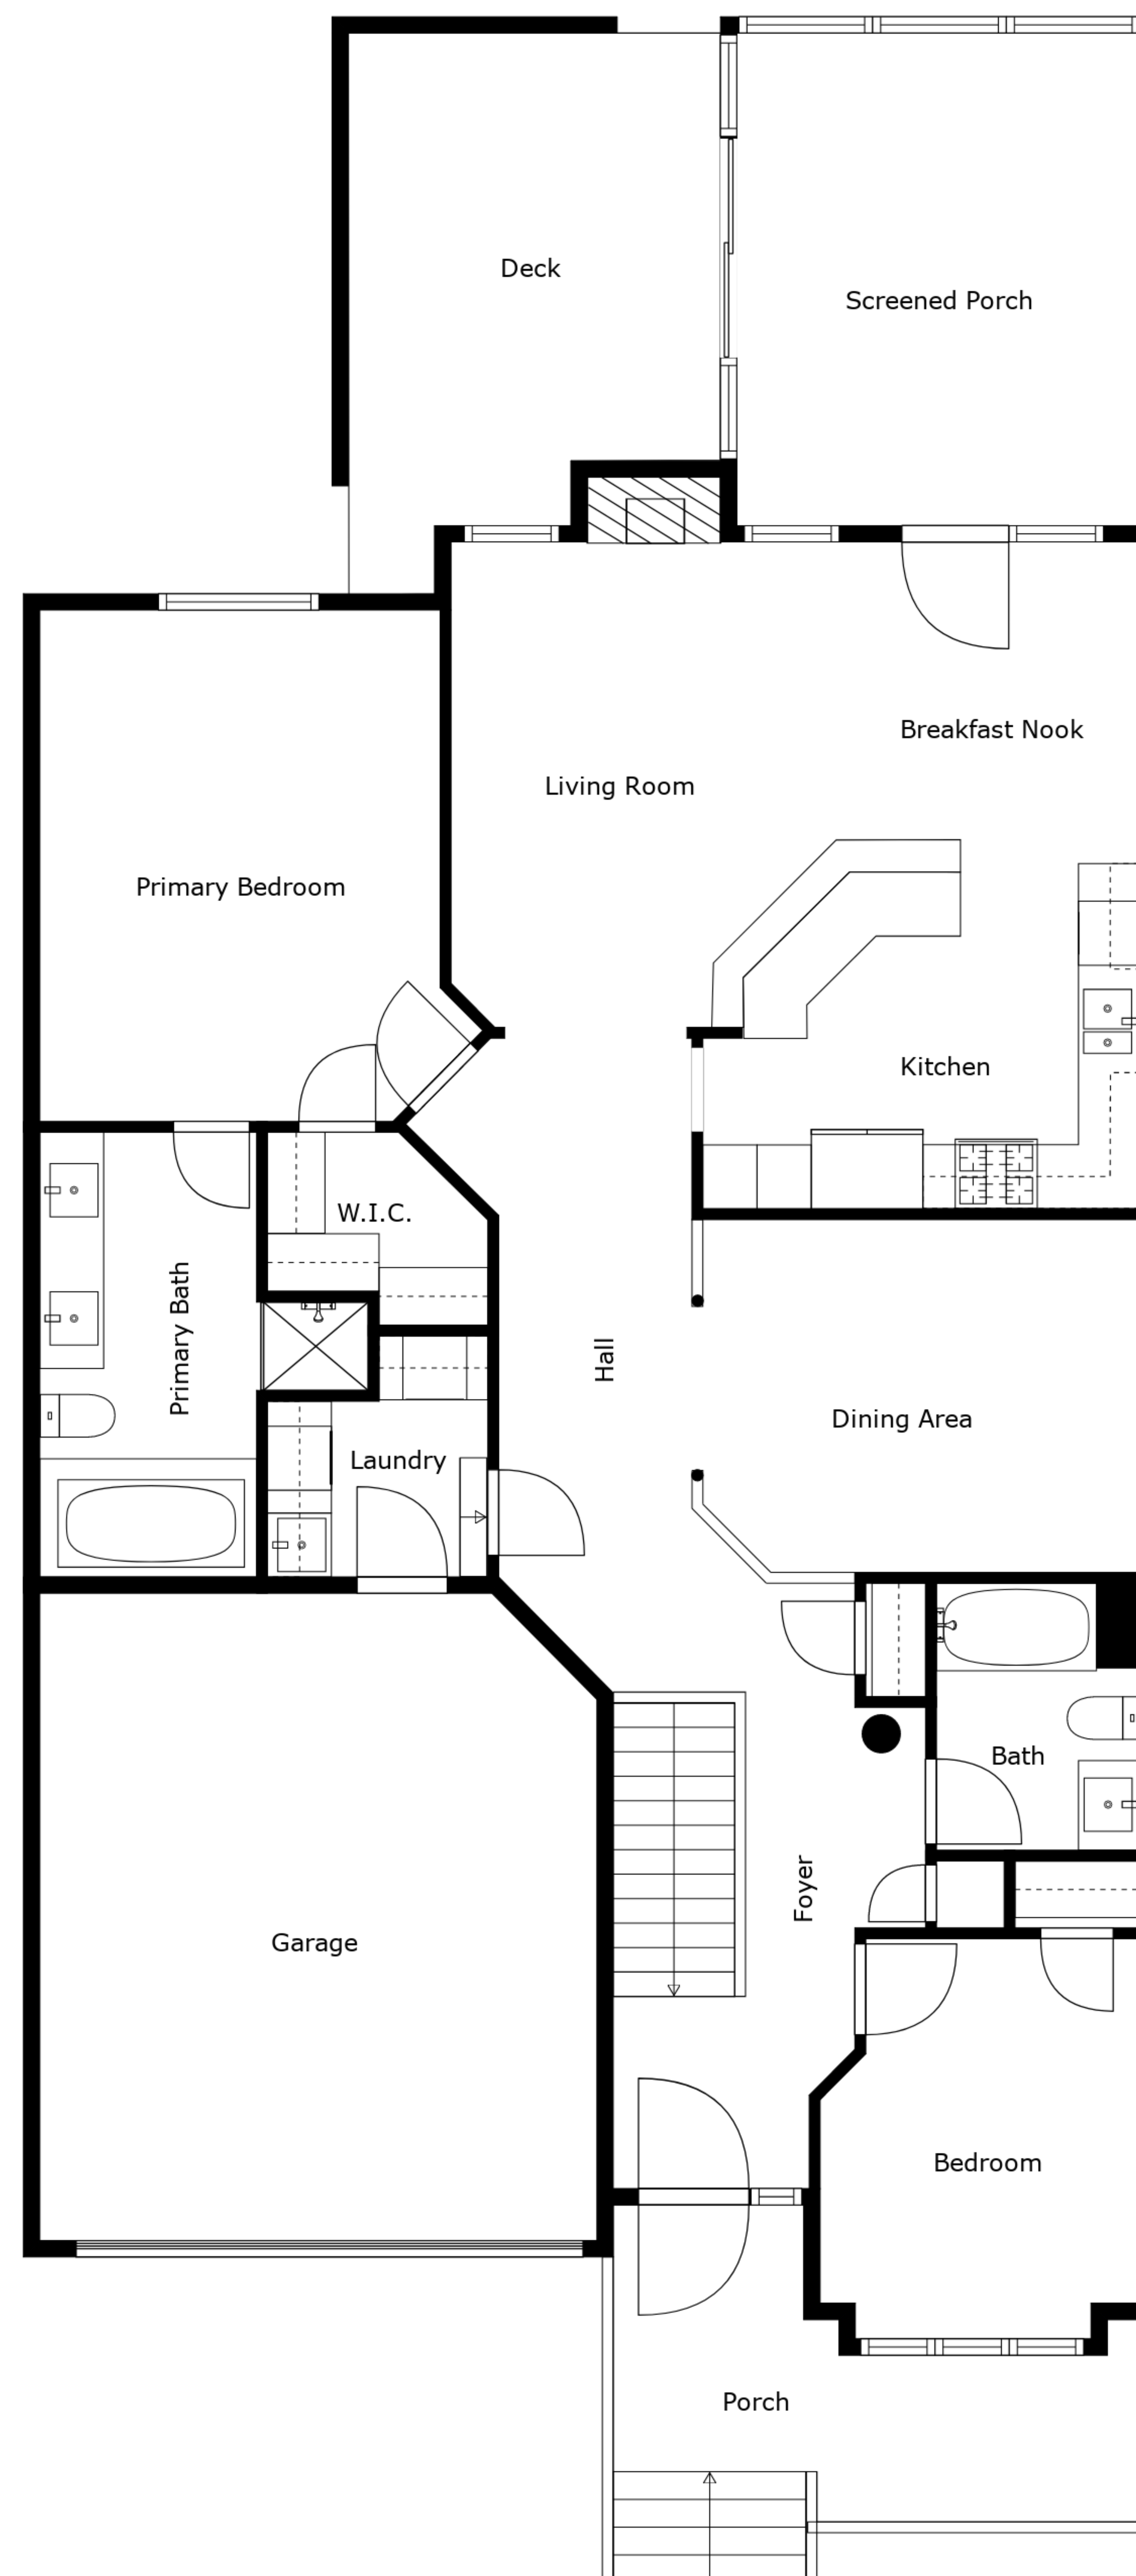 Deck
Screened Porch
Breakfast Nook
Living Room
Primary Bedroom
Kitchen
W.I.C.
Primary Bath
Hall
Dining Area
Laundry
Bath
Foyer
Garage
Bedroom
Porch